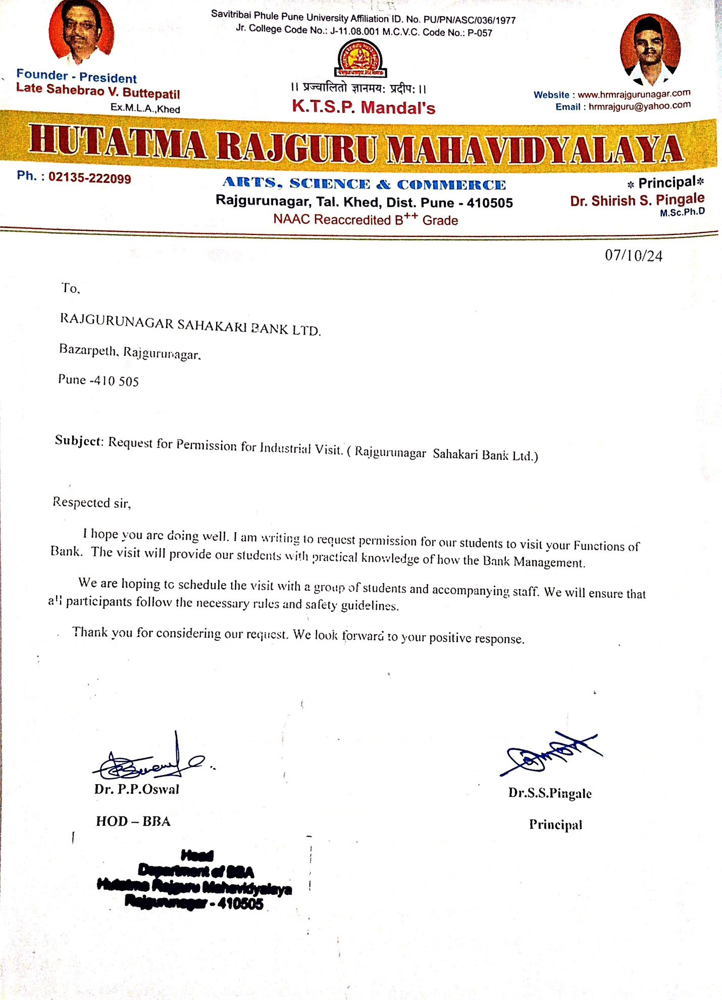 Savitribai Phule Pune University Affiliation ID. No. PU/PN/ASC/036/1977
Jr. College Code No.: J-11.08.001 M.C.V.C. Code No.: P-057
Founder - President
Late Sahebrao V. Buttepatil
Ex.M.L.A.,Khed
।। प्रज्वालितो ज्ञानमयः प्रदीपः ।।
K.T.S.P. Mandal's
Website : www.hrmrajgurunagar.com
Email : hrmrajguru@yahoo.com
HUTATMA RAJGURU MAHAVIDYALAYA
Ph. : 02135-222099
ARTS, SCIENCE & COMMERCE
Rajgurunagar, Tal. Khed, Dist. Pune - 410505
NAAC Reaccredited B++ Grade
* Principal*
Dr. Shirish S. Pingale
M.Sc.Ph.D
07/10/24
To,
RAJGURUNAGAR SAHAKARI BANK LTD.
Bazarpeth, Rajgurunagar.
Pune -410 505
Subject: Request for Permission for Industrial Visit. ( Rajgurunagar Sahakari Bank Ltd.)
Respected sir,
I hope you are doing well. I am writing to request permission for our students to visit your Functions of
Bank. The visit will provide our students with practical knowledge of how the Bank Management.
We are hoping to schedule the visit with a group of students and accompanying staff. We will ensure that
all participants follow the necessary rules and safety guidelines.
Thank you for considering our request. We look forward to your positive response.
Dr. P.P.Oswal
HOD – BBA
Dr.S.S.Pingale
Principal
Head
Department of BBA
Hutatma Rajguru Mahavidyalaya
Rajgurunagar - 410505